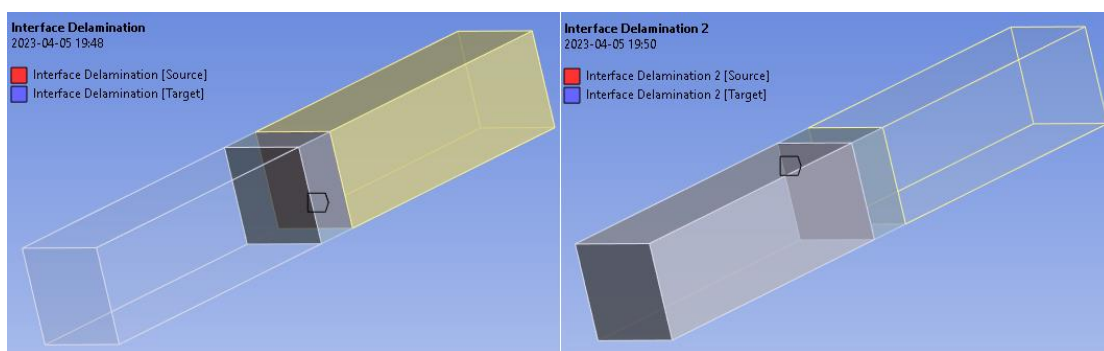 Interface Delamination
2023-04-05 19:48
Interface Delamination [Source]
Interface Delamination [Target]
Interface Delamination 2
2023-04-05 19:50
Interface Delamination 2 [Source]
Interface Delamination 2 [Target]